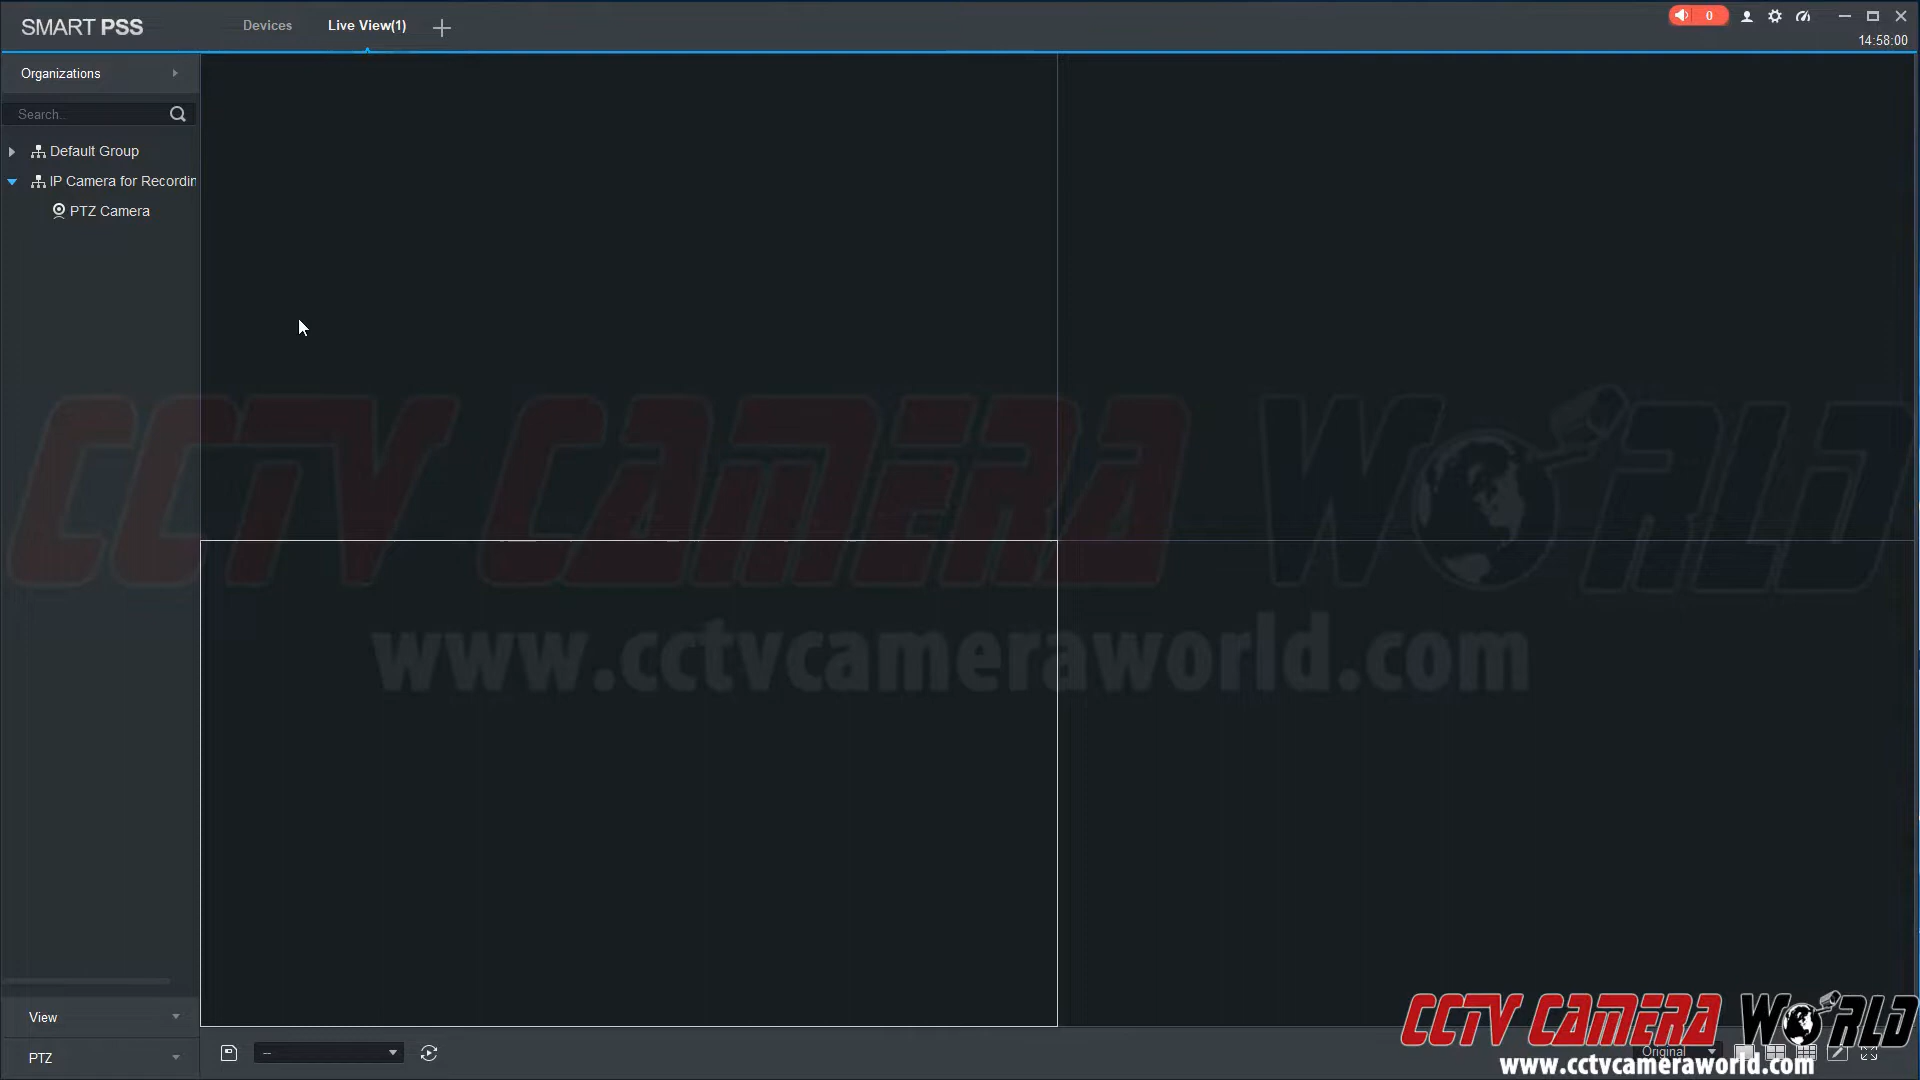 SMART PSS
Devices
Live View(1)
0
14:58:00
Organizations
Search...
Default Group
IP Camera for Recordin
PTZ Camera
CCTV CAMERA WORLD
www.cctvcameraworld.com
View
PTZ
--
Original
CCTV CAMERA WORLD
www.cctvcameraworld.com